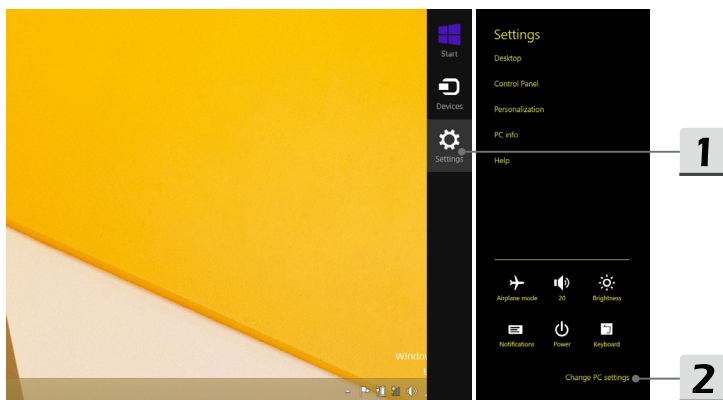 Start
Devices
Settings
Windo
Settings
Desktop
Control Panel
Personalization
PC info
Help
Airplane mode
20
Brightness
Notifications
Power
Keyboard
Change PC settings
1
2